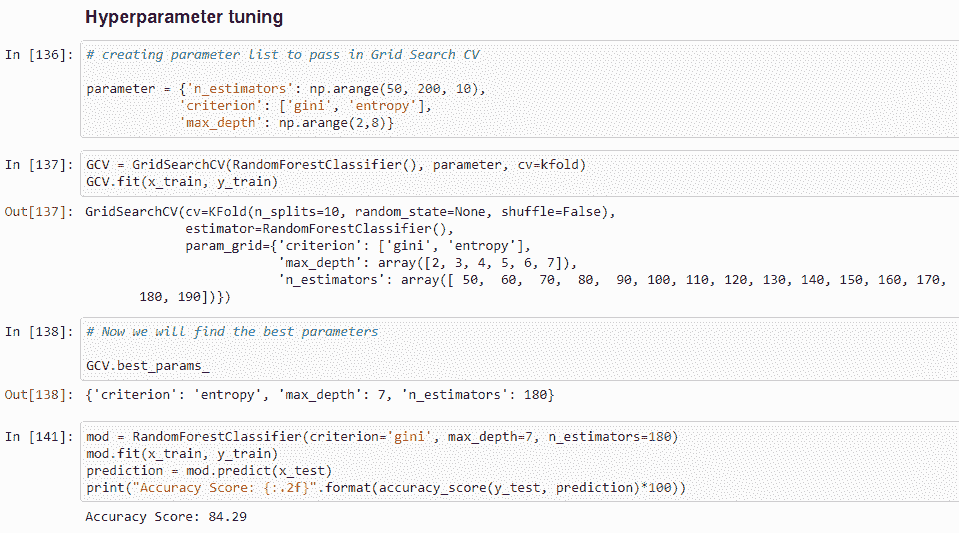 Hyperparameter tuning
In [136]: # creating parameter list to pass in Grid Search CV
parameter = {'n_estimators': np.arange(50, 200, 10),
'criterion': ['gini', 'entropy'],
'max_depth': np.arange(2,8)}
In [137]: GCV = GridSearchCV(RandomForestClassifier(), parameter, cv=kfold)
GCV.fit(x_train, y_train)
Out[137]: GridSearchCV(cv=KFold(n_splits=10, random_state=None, shuffle=False),
estimator=RandomForestClassifier(),
param_grid={'criterion': ['gini', 'entropy'],
'max_depth': array([2, 3, 4, 5, 6, 7]),
'n_estimators': array([ 50,  60,  70,  80,  90, 100, 110, 120, 130, 140, 150, 160, 170,
180, 190])})
In [138]: # Now we will find the best parameters
GCV.best_params_
Out[138]: {'criterion': 'entropy', 'max_depth': 7, 'n_estimators': 180}
In [141]: mod = RandomForestClassifier(criterion='gini', max_depth=7, n_estimators=180)
mod.fit(x_train, y_train)
prediction = mod.predict(x_test)
print("Accuracy Score: {:.2f}".format(accuracy_score(y_test, prediction)*100))
Accuracy Score: 84.29